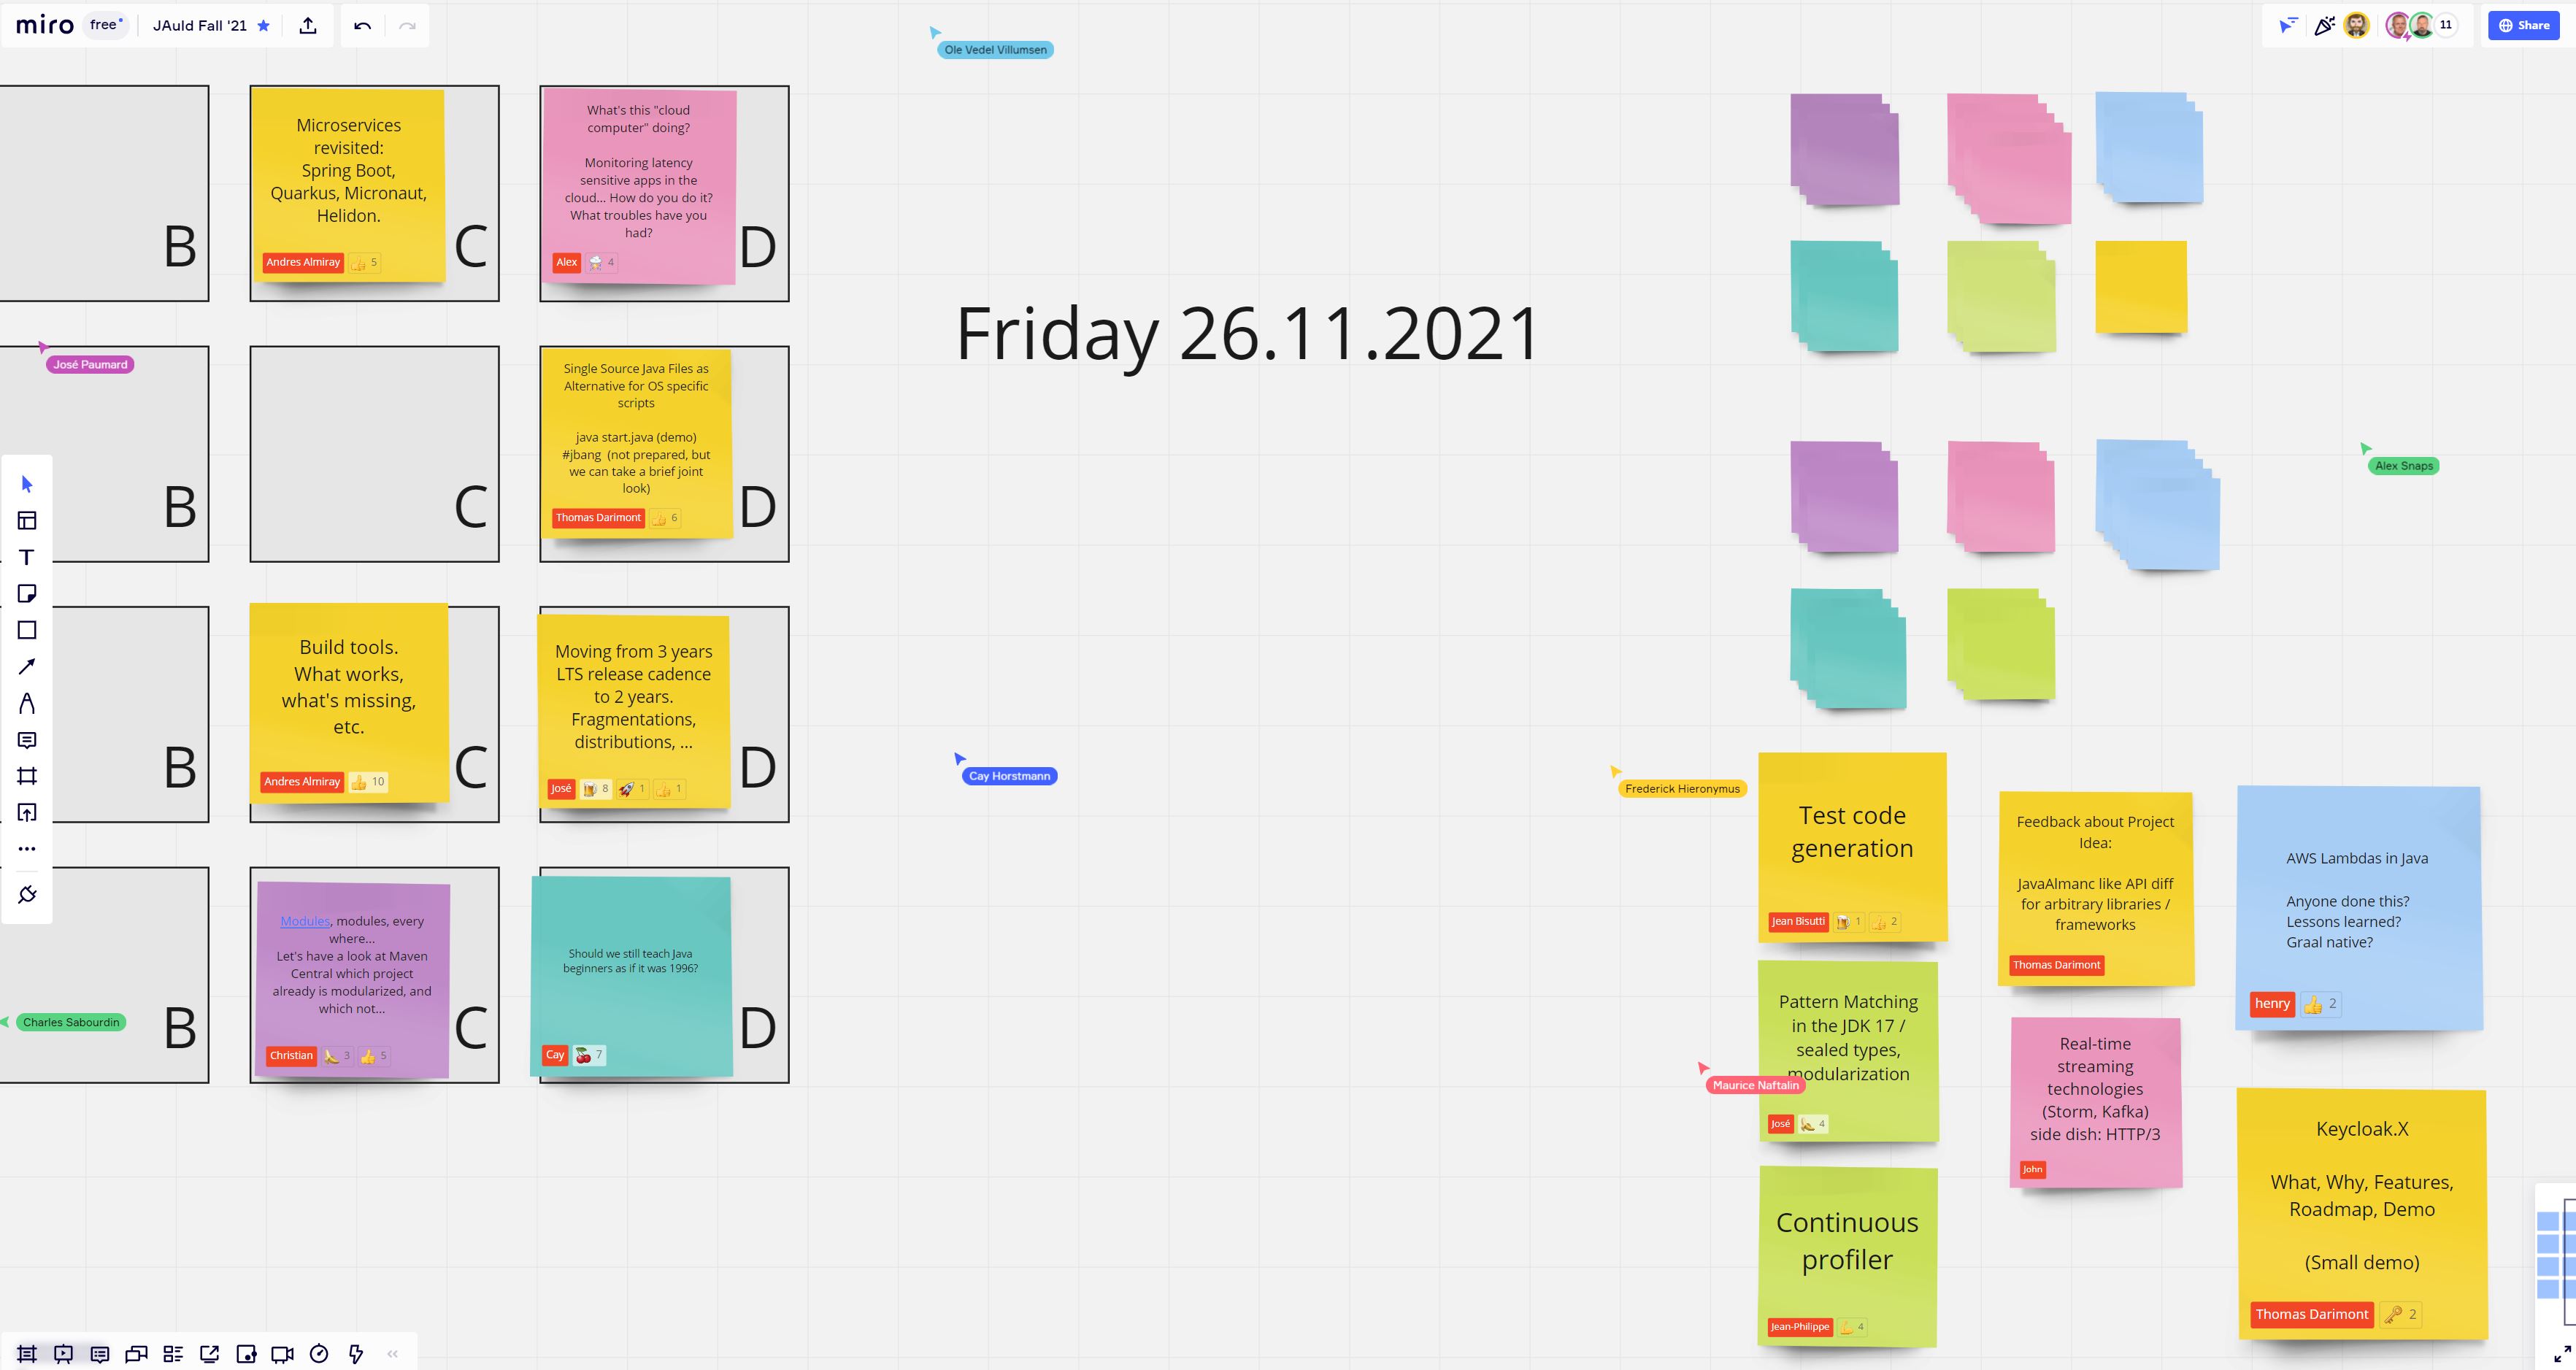 miro
free
JAuld Fall '21
Ole Vedel Villumsen
11
Share
B
Microservices
revisited:
Spring Boot,
Quarkus, Micronaut,
Helidon.
Andres Almiray
5
C
What's this "cloud
computer" doing?
Monitoring latency
sensitive apps in the
cloud... How do you do it?
What troubles have you
had?
Alex
4
D
Friday 26.11.2021
José Paumard
B
C
Single Source Java Files as
Alternative for OS specific
scripts
java start.java (demo)
#jbang (not prepared, but
we can take a brief joint
look)
Thomas Darimont
6
D
Alex Snaps
T
B
Build tools.
What works,
what's missing,
etc.
Andres Almiray
10
C
Moving from 3 years
LTS release cadence
to 2 years.
Fragmentations,
distributions, ...
José
8
1
1
D
Cay Horstmann
Frederick Hieronymus
Charles Sabourdin
B
Modules, modules, every
where...
Let's have a look at Maven
Central which project
already is modularized, and
which not...
Christian
3
5
C
Should we still teach Java
beginners as if it was 1996?
Cay
7
D
Test code
generation
Jean Bisutti
1
2
Feedback about Project
Idea:
JavaAlmanc like API diff
for arbitrary libraries /
frameworks
Thomas Darimont
AWS Lambdas in Java
Anyone done this?
Lessons learned?
Graal native?
henry
2
Pattern Matching
in the JDK 17 /
sealed types,
modularization
Maurice Naftalin
José
4
Real-time
streaming
technologies
(Storm, Kafka)
side dish: HTTP/3
John
Continuous
profiler
Jean-Philippe
4
Keycloak.X
What, Why, Features,
Roadmap, Demo
(Small demo)
Thomas Darimont
2